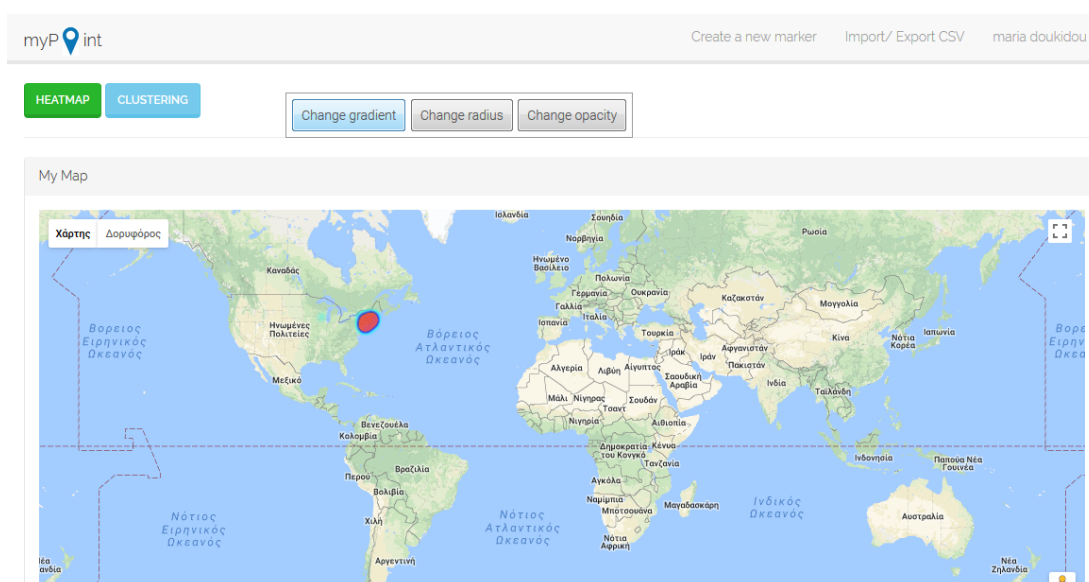 myP int
Create a new marker
Import/ Export CSV
maria doukidou
HEATMAP
CLUSTERING
Change gradient
Change radius
Change opacity
My Map
Χάρτης
Δορυφόρος
Ισλανδία
Σουηδία
Νορβηγία
Ρωσία
Ηνωμένο
Βασίλειο
Καναδάς
Πολωνία
Γερμανία
Ουκρανία
Γαλλία
Καζακστάν
Μογγολία
Ιταλία
Ισπανία
Ηνωμένες
Πολιτείες
Τουρκία
Κίνα
Νότια
Κορέα
Ιαπωνία
Βόρειος
Ειρηνικός
Ωκεανός
Βόρειος
Ατλαντικός
Ωκεανός
Ιράκ
Ιράν
Αφγανιστάν
Πακιστάν
Αλγερία
Λιβύη
Αίγυπτος
Σαουδική
Αραβία
Ινδία
Ταϊλάνδη
Μεξικό
Μάλι
Νίγηρας
Τσαντ
Σουδάν
Νιγηρία
Αιθιοπία
Βενεζουέλα
Κολομβία
Δημοκρατία
του Κονγκό
Κένυα
Τανζανία
Ινδονησία
Παπούα Νέα
Γουινέα
Περού
Βραζιλία
Βολιβία
Αγκόλα
Ναμίμπια
Μποτσουάνα
Μαγαδασκάρη
Ινδικός
Ωκεανός
Αυστραλία
Νότιος
Ειρηνικός
Ωκεανός
Χιλή
Νότιος
Ατλαντικός
Ωκεανός
Νότια
Αφρική
Αργεντινή
Νέα
Ζηλανδία